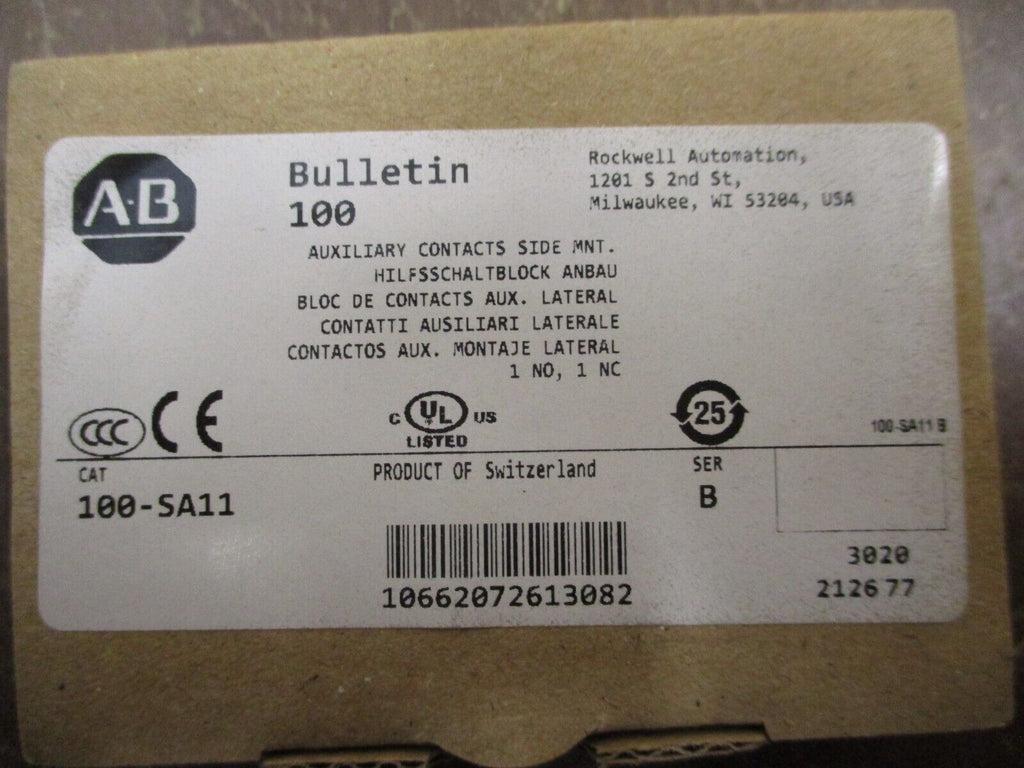 A-B
Bulletin
100
Rockwell Automation,
1201 S 2nd St,
Milwaukee, WI 53204, USA
AUXILIARY CONTACTS SIDE MNT.
HILFSSCHALTBLOCK ANBAU
BLOC DE CONTACTS AUX. LATERAL
CONTATTI AUSILIARI LATERALE
CONTACTOS AUX. MONTAJE LATERAL
1 NO, 1 NC
CCC CE C UL US
LISTED
25
100-SA11 B
CAT
100-SA11
PRODUCT OF Switzerland
SER
B
10662072613082
3020
212677